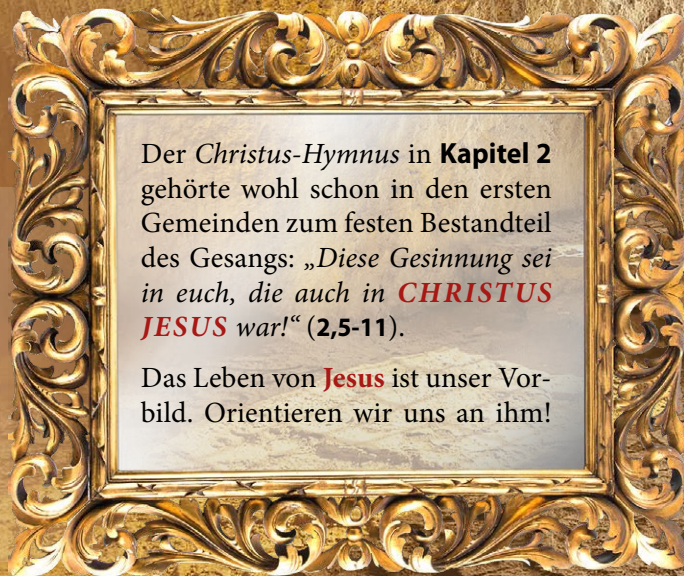 Der Christus-Hymnus in Kapitel 2
gehörte wohl schon in den ersten
Gemeinden zum festen Bestandteil
des Gesangs: „Diese Gesinnung sei
in euch, die auch in CHRISTUS
JESUS war!“ (2,5-11).
Das Leben von Jesus ist unser Vor-
bild. Orientieren wir uns an ihm!